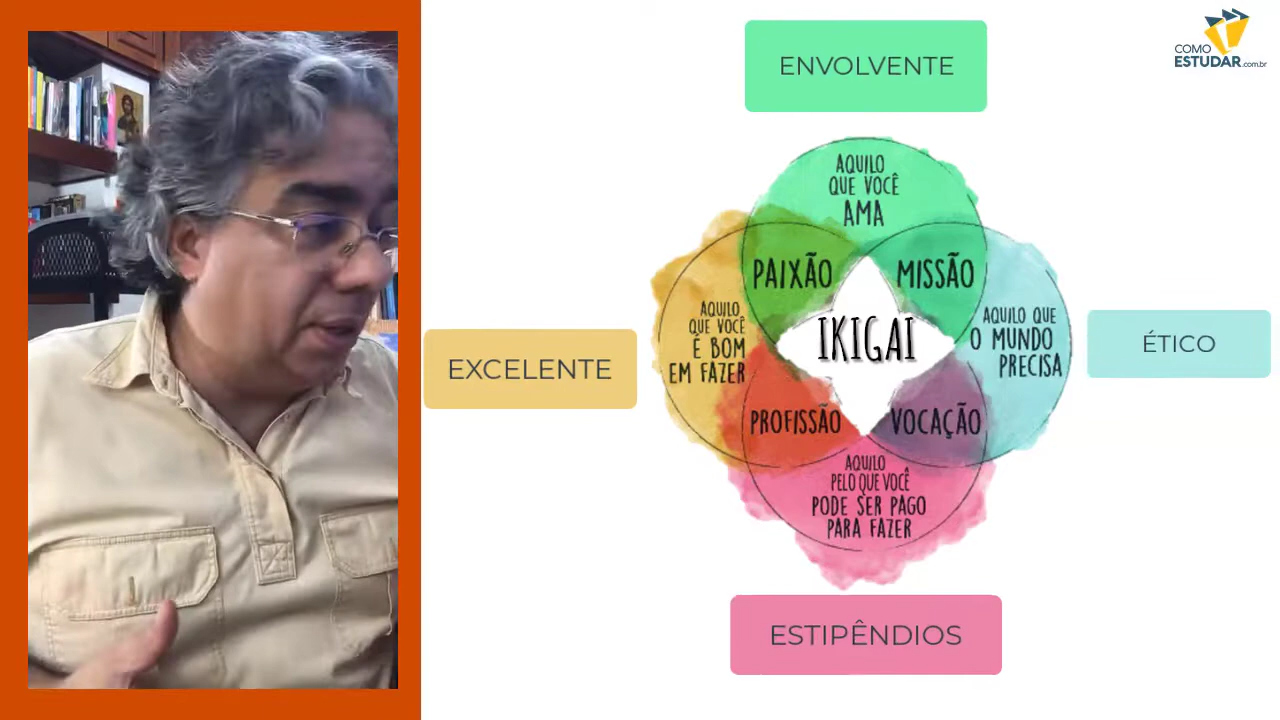 ENVOLVENTE
COMO
ESTUDAR.com.br
AQUILO
QUE VOCÊ
AMA
PAIXÃO
MISSÃO
AQUILO
QUE VOCÊ
É BOM
EM FAZER
IKIGAI
AQUILO QUE
O MUNDO
PRECISA
EXCELENTE
ÉTICO
PROFISSÃO
VOCAÇÃO
AQUILO
PELO QUE VOCÊ
PODE SER PAGO
PARA FAZER
ESTIPÊNDIOS